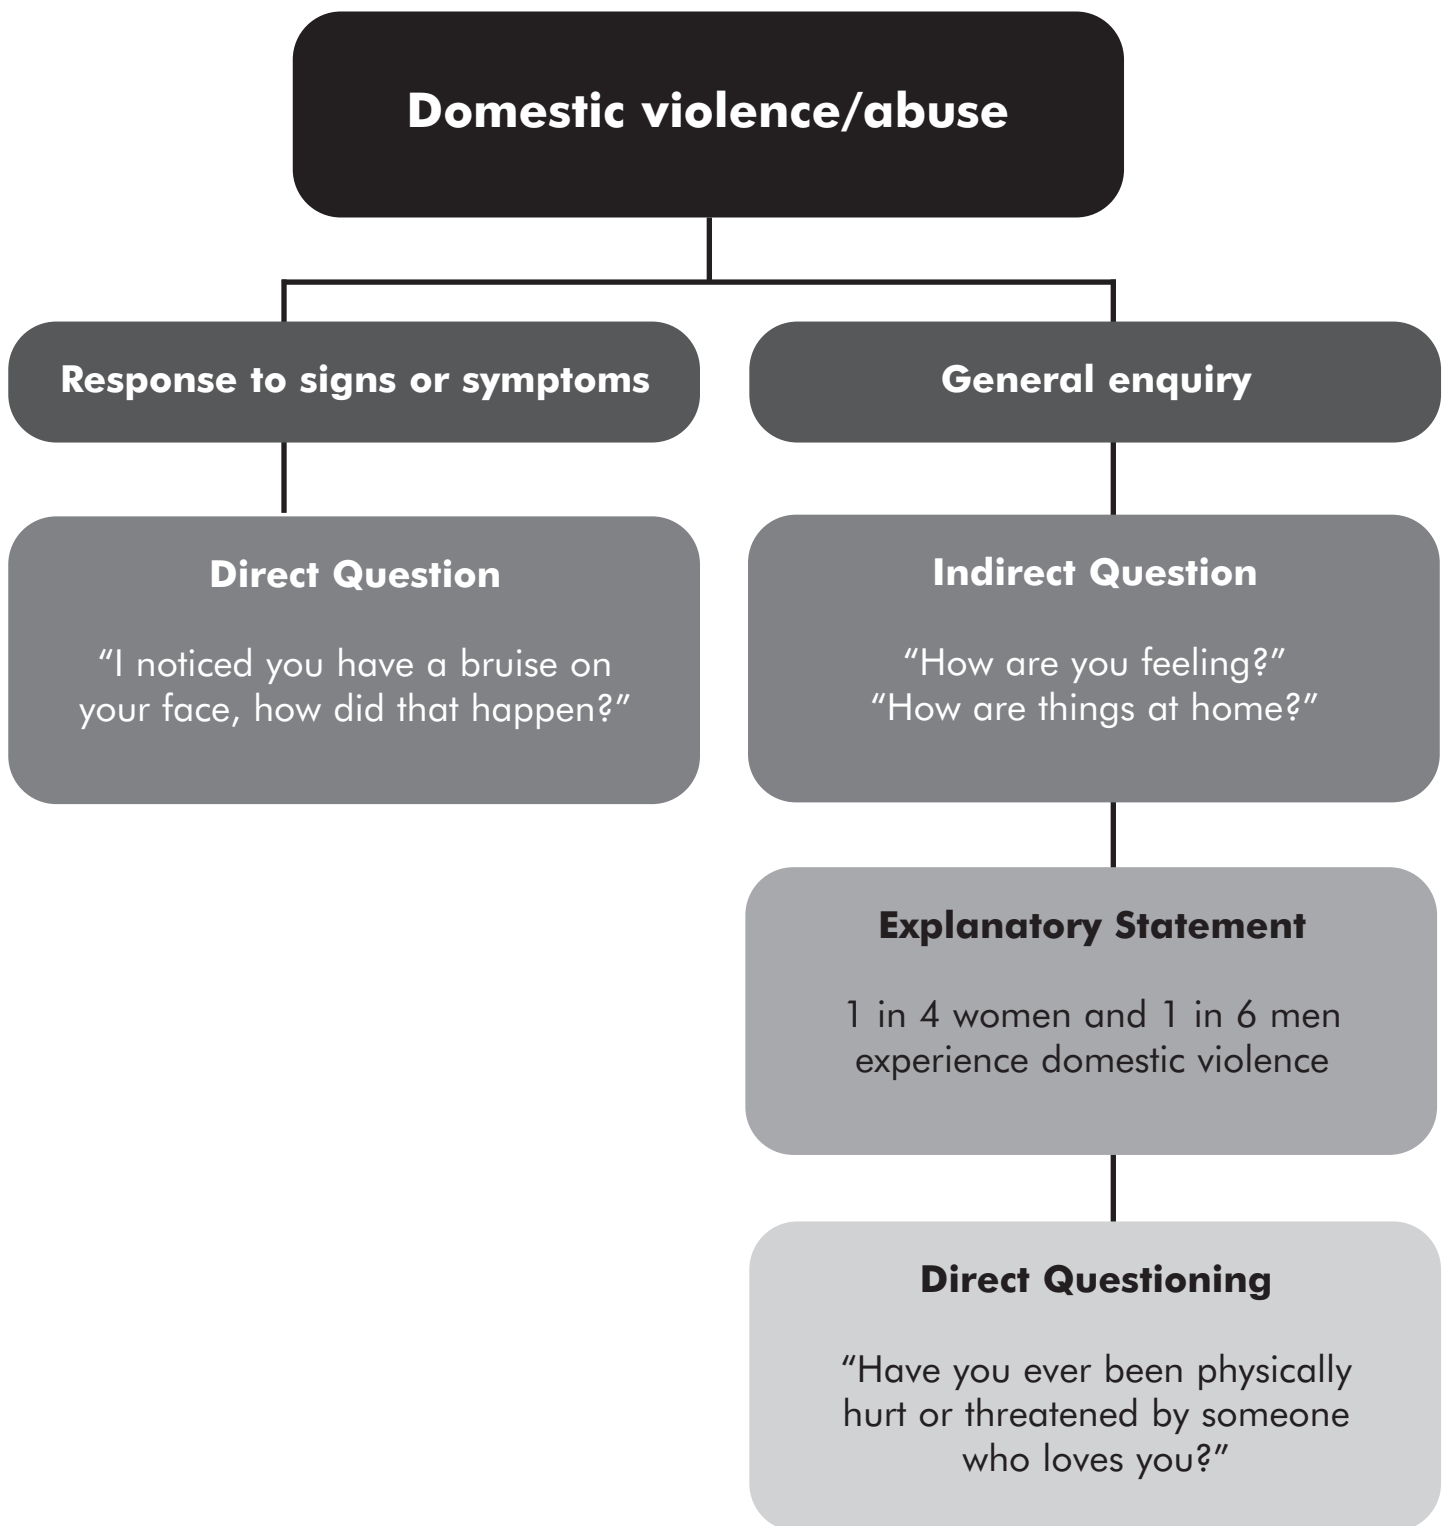 Domestic violence/abuse
Response to signs or symptoms
General enquiry
Direct Question
“I noticed you have a bruise on
your face, how did that happen?”
Indirect Question
“How are you feeling?”
“How are things at home?”
Explanatory Statement
1 in 4 women and 1 in 6 men
experience domestic violence
Direct Questioning
“Have you ever been physically
hurt or threatened by someone
who loves you?”